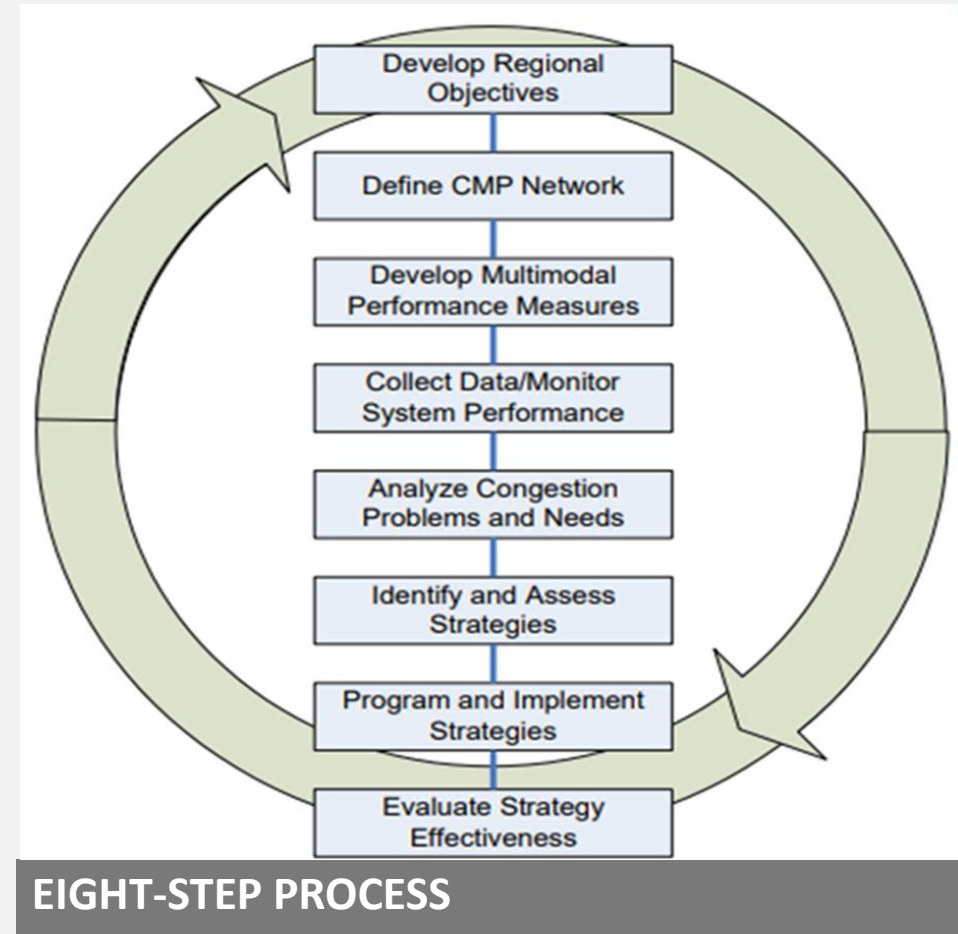 Develop Regional
Objectives
Define CMP Network
Develop Multimodal
Performance Measures
Collect Data/Monitor
System Performance
Analyze Congestion
Problems and Needs
Identify and Assess
Strategies
Program and Implement
Strategies
Evaluate Strategy
Effectiveness
EIGHT-STEP PROCESS